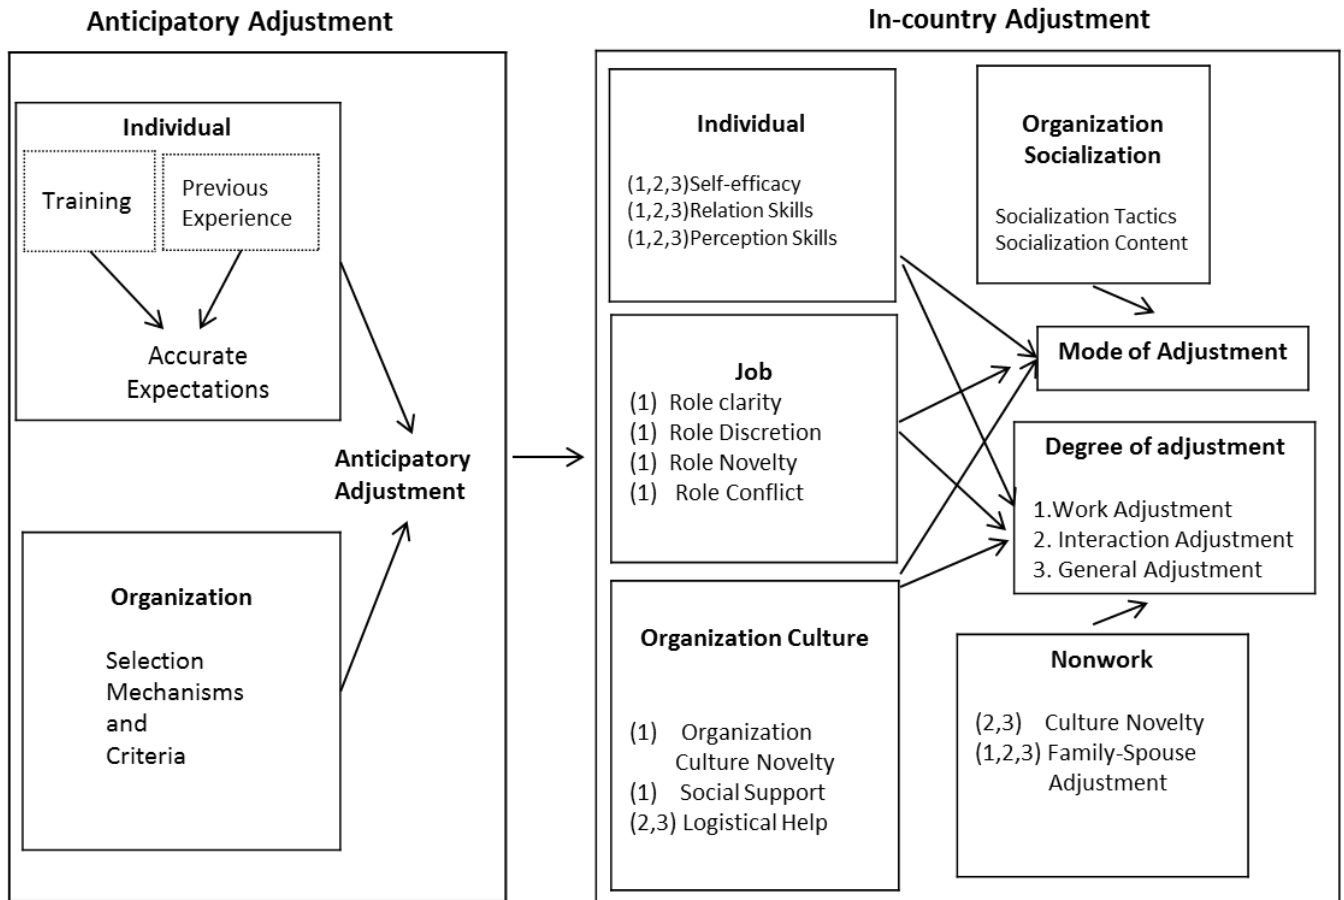 Anticipatory Adjustment
Individual
Training
Previous
Experience
Accurate
Expectations
Anticipatory
Adjustment
Organization
Selection
Mechanisms
and
Criteria
In-country Adjustment
Individual
(1,2,3)Self-efficacy
(1,2,3)Relation Skills
(1,2,3)Perception Skills
Job
(1) Role clarity
(1) Role Discretion
(1) Role Novelty
(1) Role Conflict
Organization Culture
(1) Organization
Culture Novelty
(1) Social Support
(2,3) Logistical Help
Organization
Socialization
Socialization Tactics
Socialization Content
Mode of Adjustment
Degree of adjustment
1.Work Adjustment
2. Interaction Adjustment
3. General Adjustment
Nonwork
(2,3) Culture Novelty
(1,2,3) Family-Spouse
Adjustment